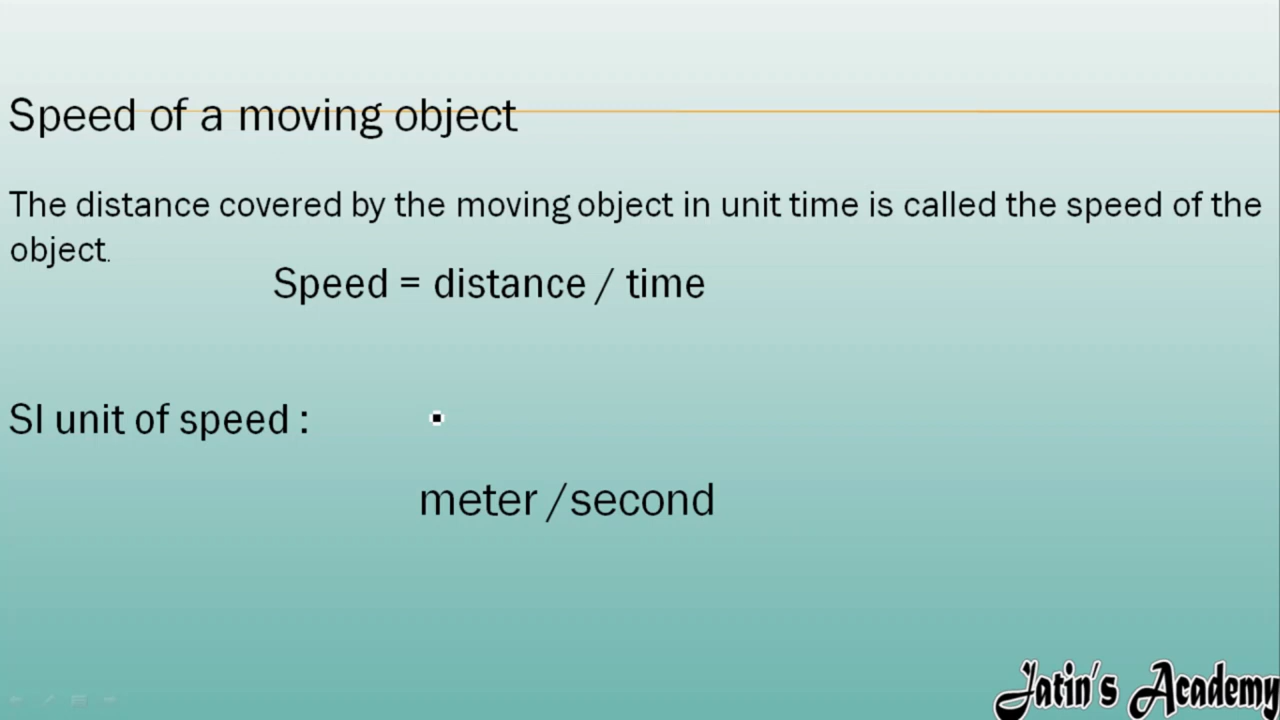 Speed of a moving object
The distance covered by the moving object in unit time is called the speed of the
object.
Speed = distance / time
SI unit of speed :
meter /second
Jatin's Academy